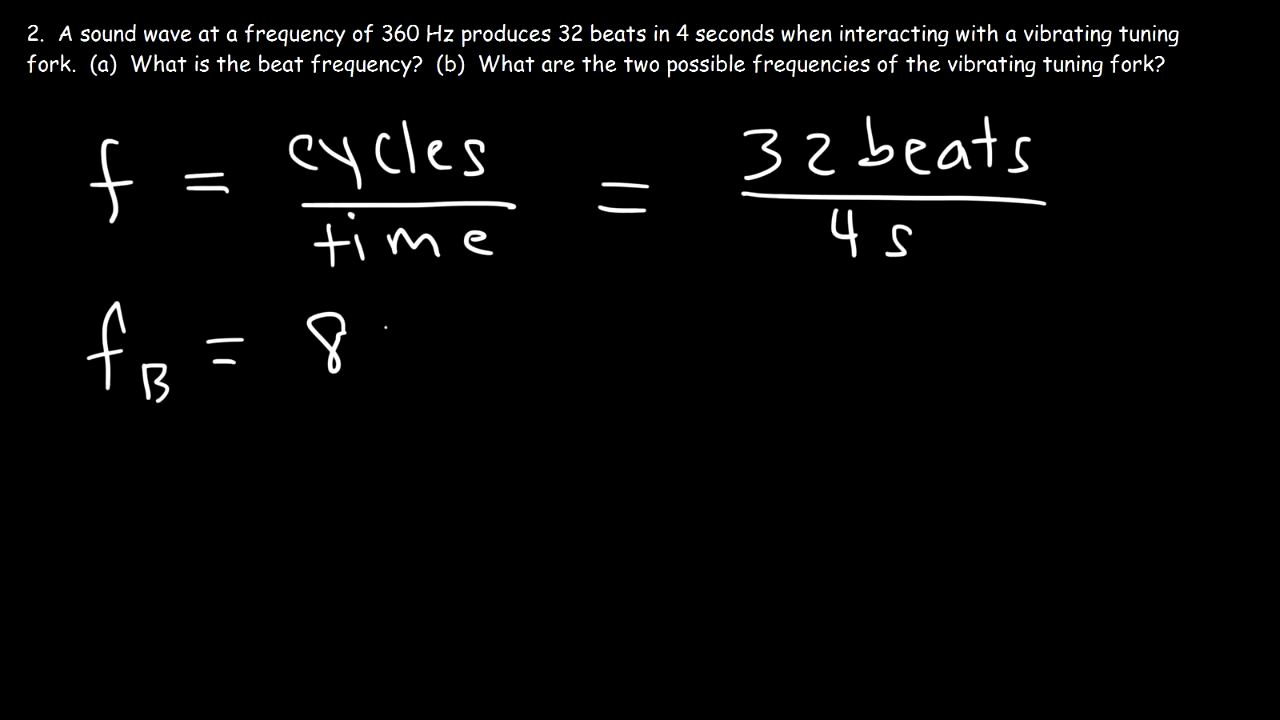 2. A sound wave at a frequency of 360 Hz produces 32 beats in 4 seconds when interacting with a vibrating tuning
fork. (a) What is the beat frequency? (b) What are the two possible frequencies of the vibrating tuning fork?
f = cycles / time = 32 beats / 4 s
f_B = 8